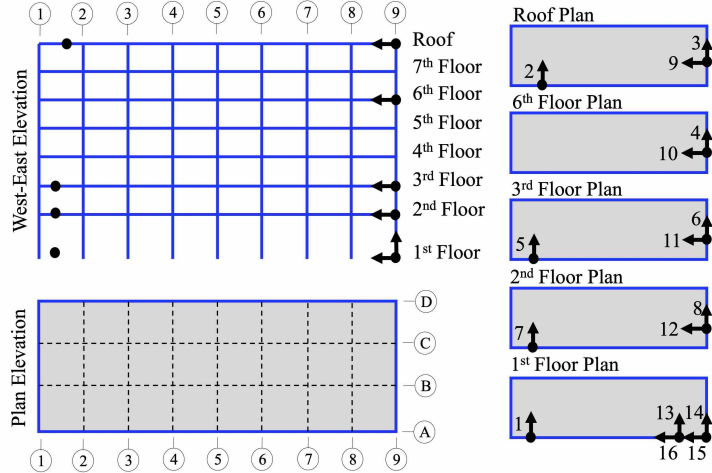 1 2 3 4 5 6 7 8 9
West-East Elevation
Roof
7th Floor
6th Floor
5th Floor
4th Floor
3rd Floor
2nd Floor
1st Floor
Plan Elevation
D
C
B
A
1 2 3 4 5 6 7 8 9
Roof Plan
3
2 9
6th Floor Plan
4
10
3rd Floor Plan
6
5 11
2nd Floor Plan
8
7 12
1st Floor Plan
1 13 14
16 15